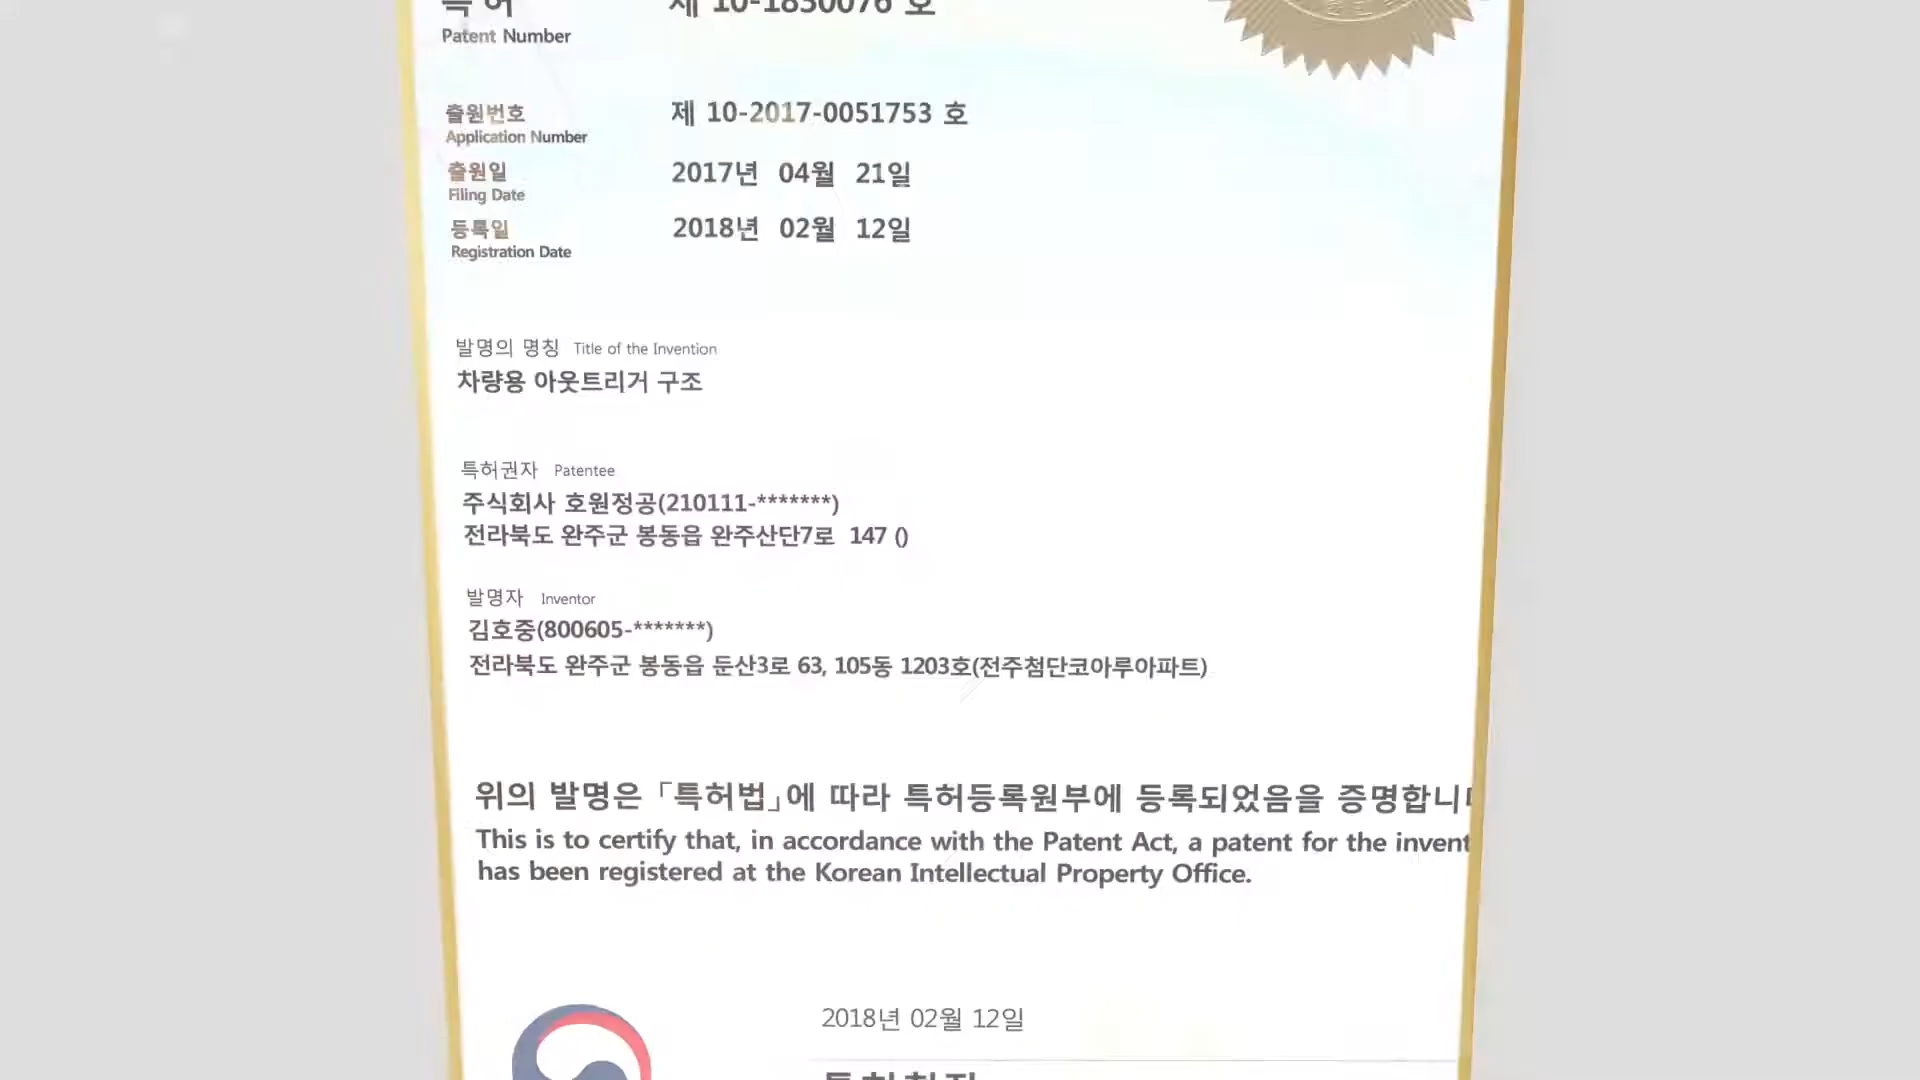 특허 제 10-1830076 호
Patent Number
출원번호 제 10-2017-0051753 호
Application Number
출원일 2017년 04월 21일
Filing Date
등록일 2018년 02월 12일
Registration Date
발명의 명칭 Title of the Invention
차량용 아웃트리거 구조
특허권자 Patentee
주식회사 호원정공(210111-*******)
전라북도 완주군 봉동읍 완주산단7로 147 ()
발명자 Inventor
김호중(800605-*******)
전라북도 완주군 봉동읍 둔산3로 63, 105동 1203호(전주첨단코아루아파트)
위의 발명은 「특허법」에 따라 특허등록원부에 등록되었음을 증명합니
This is to certify that, in accordance with the Patent Act, a patent for the invent
has been registered at the Korean Intellectual Property Office.
2018년 02월 12일
특허청장